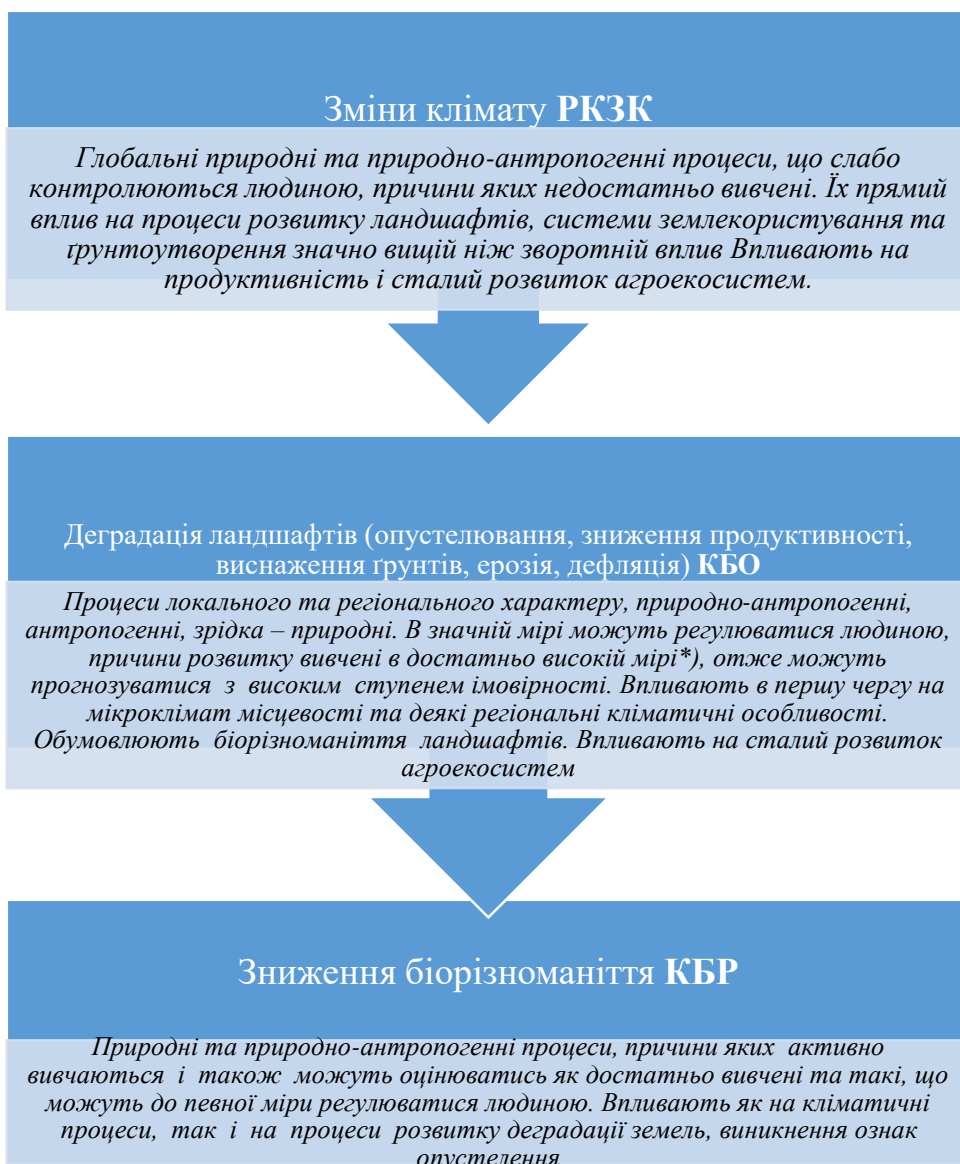 Зміни клімату РКЗК
Глобальні природні та природно-антропогенні процеси, що слабо
контролюються людиною, причини яких недостатньо вивчені. Їх прямий
вплив на процеси розвитку ландшафтів, системи землекористування та
ґрунтоутворення значно вищій ніж зворотній вплив Впливають на
продуктивність і сталий розвиток агроекосистем.
Деградація ландшафтів (опустелювання, зниження продуктивності,
виснаження ґрунтів, ерозія, дефляція) КБО
Процеси локального та регіонального характеру, природно-антропогенні,
антропогенні, зрідка – природні. В значній мірі можуть регулюватися людиною,
причини розвитку вивчені в достатньо високій мірі*), отже можуть
прогнозуватися з високим ступенем імовірності. Впливають в першу чергу на
мікроклімат місцевості та деякі регіональні кліматичні особливості.
Обумовлюють біорізноманіття ландшафтів. Впливають на сталий розвиток
агроекосистем
Зниження біорізноманіття КБР
Природні та природно-антропогенні процеси, причини яких активно
вивчаються і також можуть оцінюватись як достатньо вивчені та такі, що
можуть до певної міри регулюватися людиною. Впливають як на кліматичні
процеси, так і на процеси розвитку деградації земель, виникнення ознак
опустелення